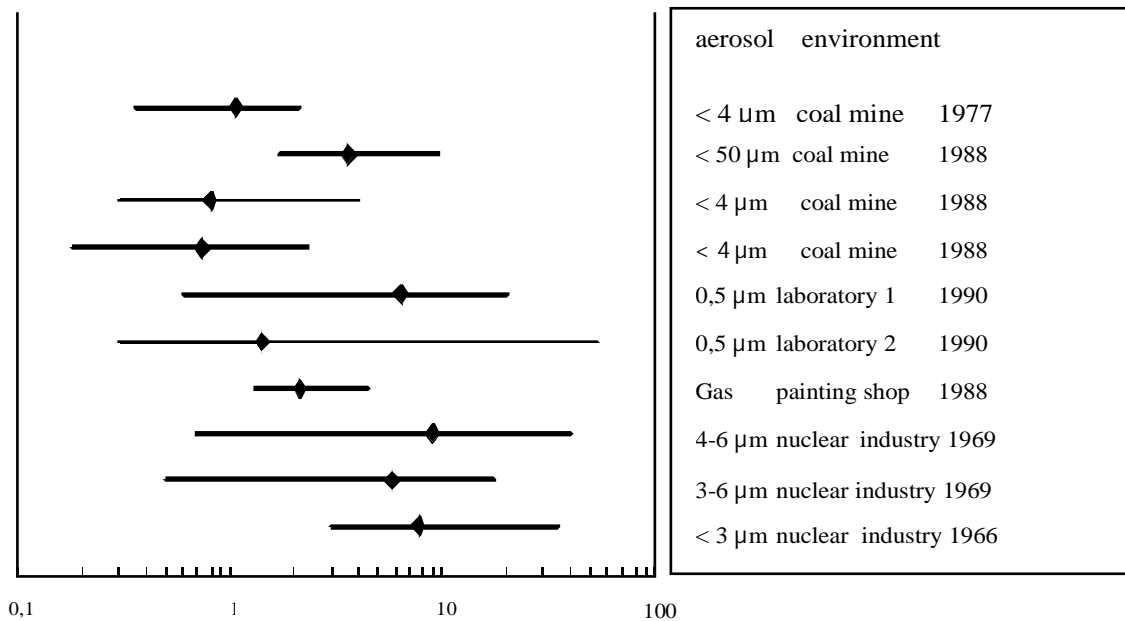 aerosol environment
< 4 µm coal mine 1977
< 50 µm coal mine 1988
< 4 µm coal mine 1988
< 4 µm coal mine 1988
0,5 µm laboratory 1 1990
0,5 µm laboratory 2 1990
Gas painting shop 1988
4-6 µm nuclear industry 1969
3-6 µm nuclear industry 1969
< 3 µm nuclear industry 1966
0,1 1 10 100